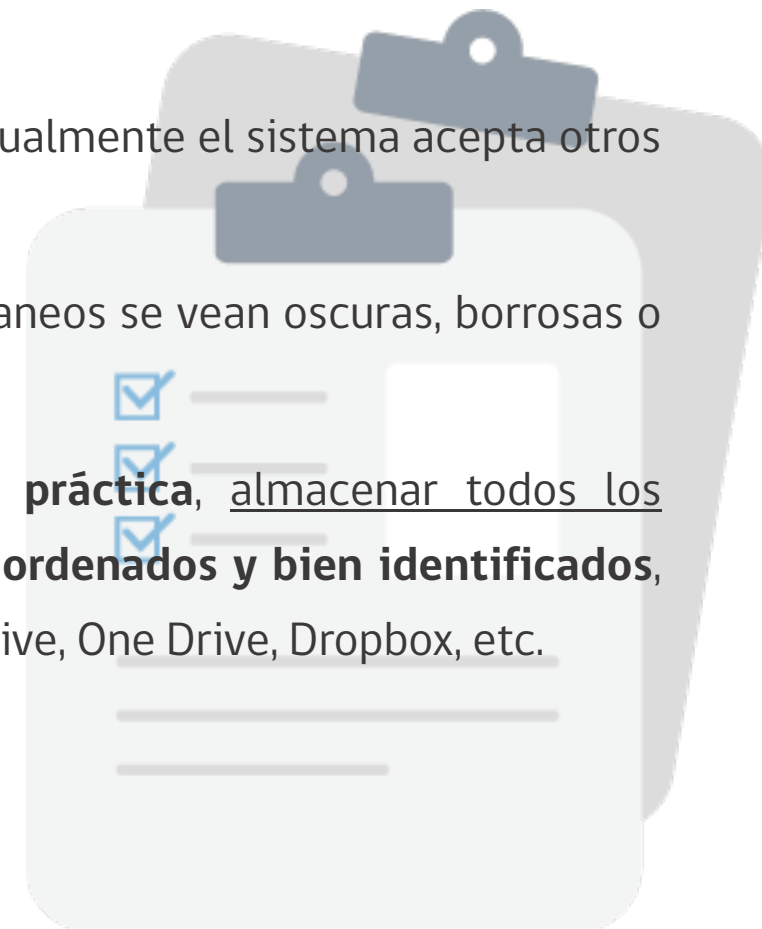 ualmente el sistema acepta otros
aneos se vean oscuras, borrosas o
práctica, almacenar todos los
ordenados y bien identificados,
ive, One Drive, Dropbox, etc.